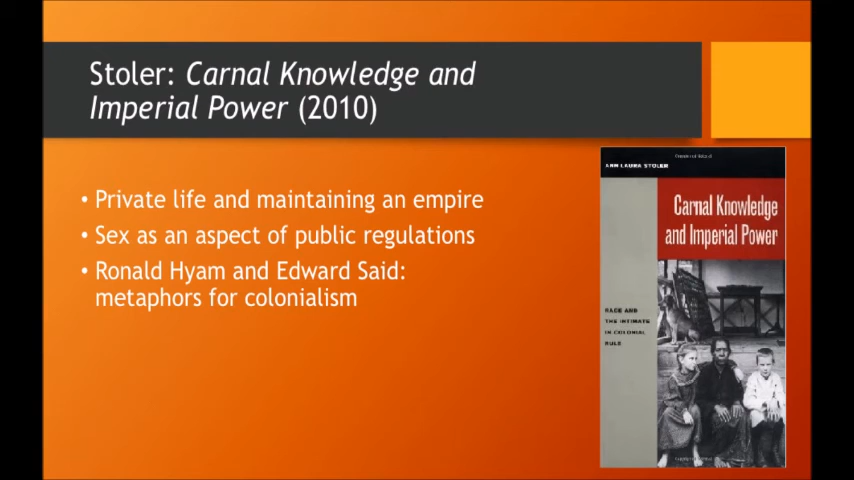 Stoler: Carnal Knowledge and
Imperial Power (2010)
• Private life and maintaining an empire
• Sex as an aspect of public regulations
• Ronald Hyam and Edward Said:
metaphors for colonialism
ANN LAURA STOLER
Carnal Knowledge
and Imperial Power
RACE AND
THE INTIMATE
IN COLONIAL
RULE